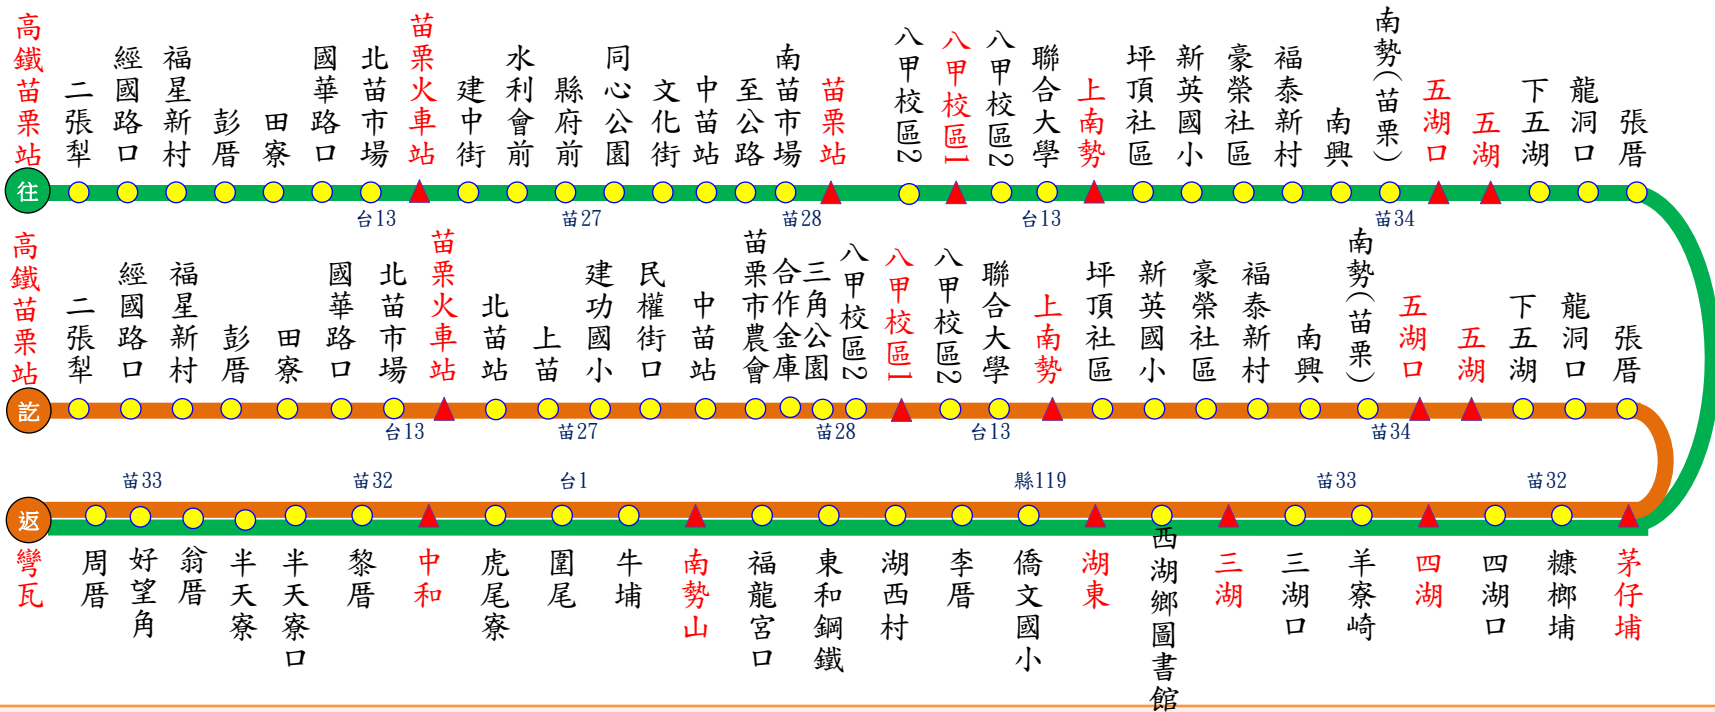 高鐵苗栗站
二張犁
經國路口
福星新村
彭厝
田寮
國華路口
北苗市場
苗栗火車站
建中街
水利會前
縣府前
同心公園
文化街
中苗站
至公路
南苗市場
苗栗站
八甲校區2
八甲校區1
八甲校區2
聯合大學
上南勢
坪頂社區
新英國小
豪榮社區
福泰新村
南興
南勢(苗栗)
五湖口
五湖
下五湖
龍洞口
張厝
往
台13
苗27
苗28
台13
苗34
高鐵苗栗站
二張犁
經國路口
福星新村
彭厝
田寮
國華路口
北苗市場
苗栗火車站
北苗站
上苗
建功國小
民權街口
中苗站
苗栗市農會
合作金庫
三角公園
八甲校區2
八甲校區1
八甲校區2
聯合大學
上南勢
坪頂社區
新英國小
豪榮社區
福泰新村
南興
南勢(苗栗)
五湖口
五湖
下五湖
龍洞口
張厝
訖
台13
苗27
苗28
台13
苗34
苗33
苗32
台1
縣119
苗33
苗32
返
彎瓦
周厝
好望角
翁厝
半天寮
半天寮口
黎厝
中和
虎尾寮
圍尾
牛埔
南勢山
福龍宮口
東和鋼鐵
湖西村
李厝
僑文國小
湖東
西湖鄉圖書館
三湖
三湖口
羊寮崎
四湖
四湖口
糠榔埔
茅仔埔